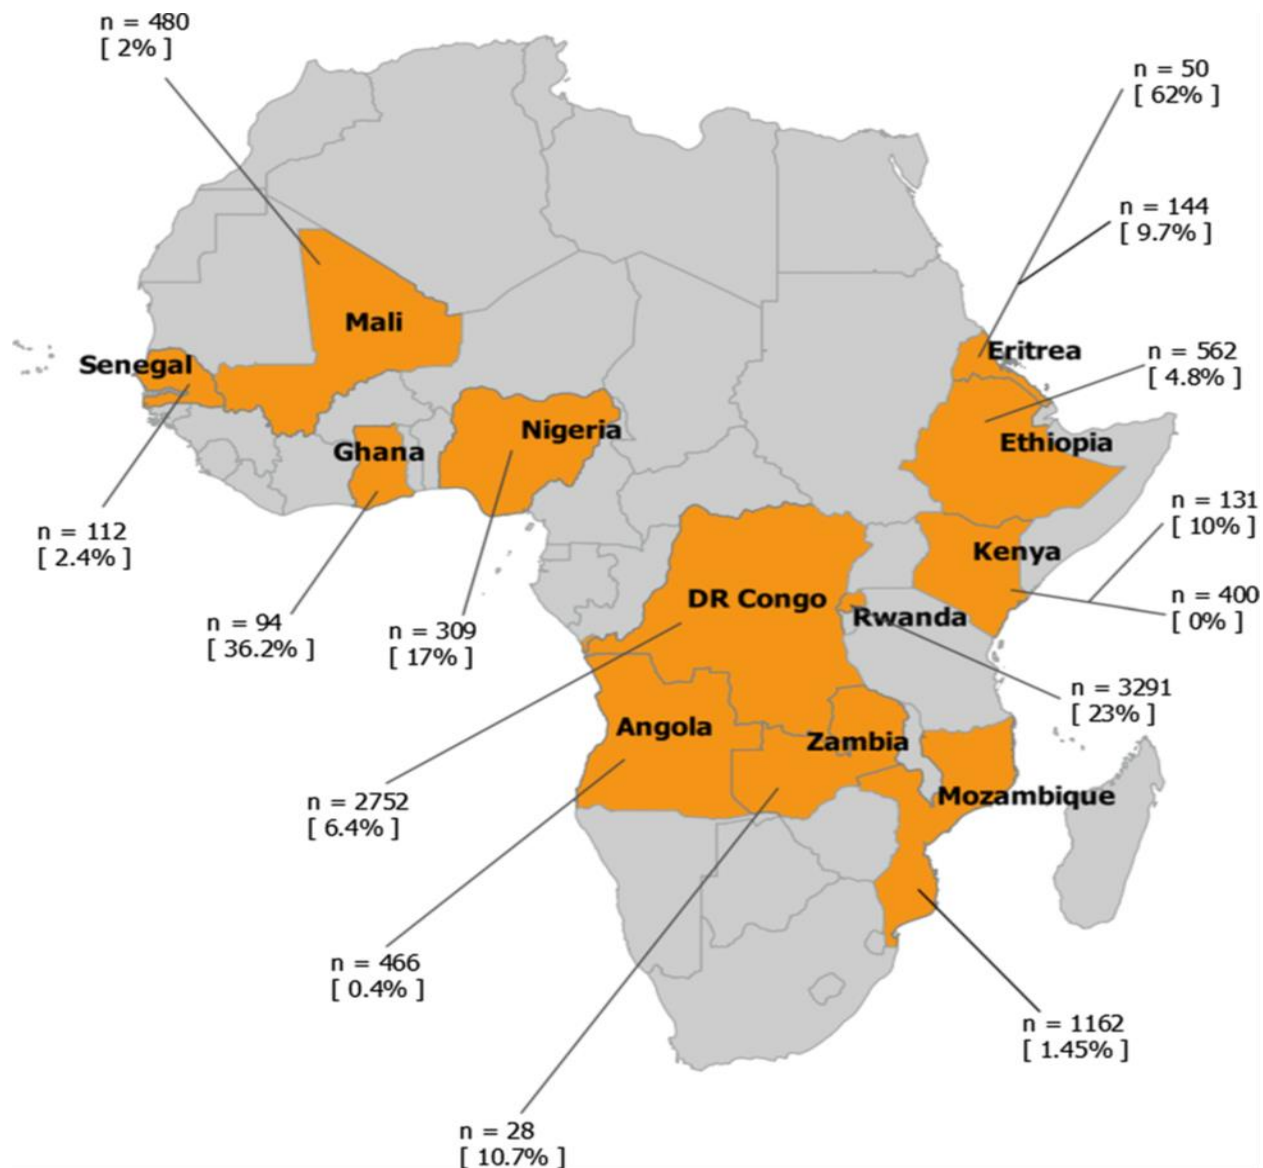 n = 480
[ 2% ]
n = 50
[ 62% ]
n = 144
[ 9.7% ]
Mali
Eritrea
n = 562
[ 4.8% ]
Senegal
Nigeria
Ghana
Ethiopia
n = 131
[ 10% ]
n = 112
[ 2.4% ]
Kenya
DR Congo
n = 400
[ 0% ]
Rwanda
n = 94
[ 36.2% ]
n = 309
[ 17% ]
n = 3291
[ 23% ]
Angola
Zambia
Mozambique
n = 2752
[ 6.4% ]
n = 466
[ 0.4% ]
n = 1162
[ 1.45% ]
n = 28
[ 10.7% ]